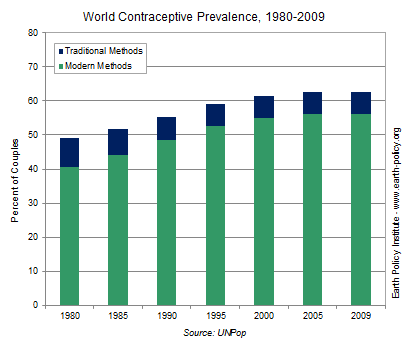 World Contraceptive Prevalence, 1980-2009
80
70
60
50
40
30
20
10
0
Percent of Couples
Traditional Methods
Modern Methods
1980 1985 1990 1995 2000 2005 2009
Source: UNPop
Earth Policy Institute - www.earth-policy.org